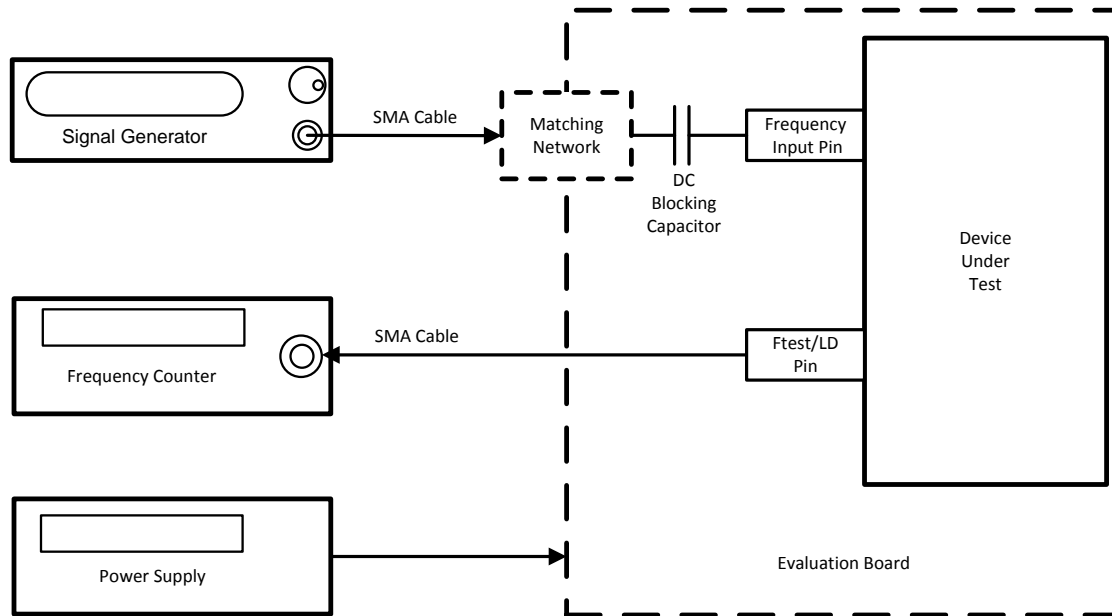 Signal Generator
SMA Cable
Matching
Network
DC
Blocking
Capacitor
Frequency
Input Pin
Device
Under
Test
Frequency Counter
SMA Cable
Ftest/LD
Pin
Power Supply
Evaluation Board